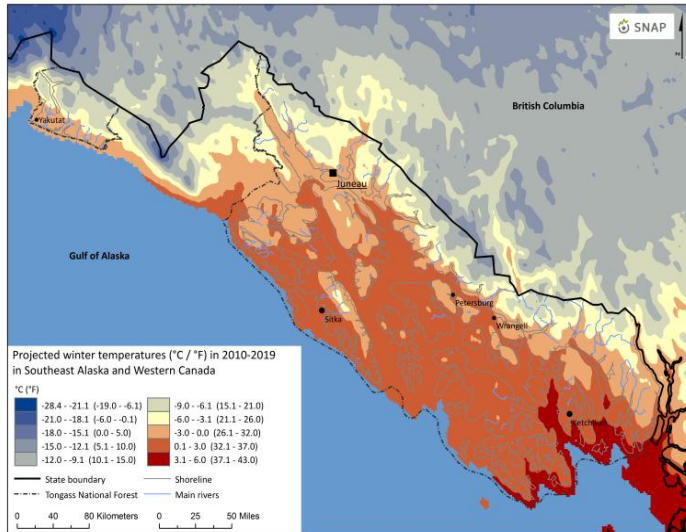 SNAP
N
British Columbia
Yakutat
Juneau
Gulf of Alaska
Petersburg
Sitka
Wrangell
Ketchikan
Projected winter temperatures (°C / °F) in 2010-2019
in Southeast Alaska and Western Canada
°C (°F)
-28.4 - -21.1 (-19.0 - -6.1)
-21.0 - -18.1 (-6.0 - -0.1)
-18.0 - -15.1 (0.0 - 5.0)
-15.0 - -12.1 (5.1 - 10.0)
-12.0 - -9.1 (10.1 - 15.0)
-9.0 - -6.1 (15.1 - 21.0)
-6.0 - -3.1 (21.1 - 26.0)
-3.0 - 0.0 (26.1 - 32.0)
0.1 - 3.0 (32.1 - 37.0)
3.1 - 6.0 (37.1 - 43.0)
State boundary
Shoreline
Tongass National Forest
Main rivers
0 40 80 Kilometers
0 25 50 Miles